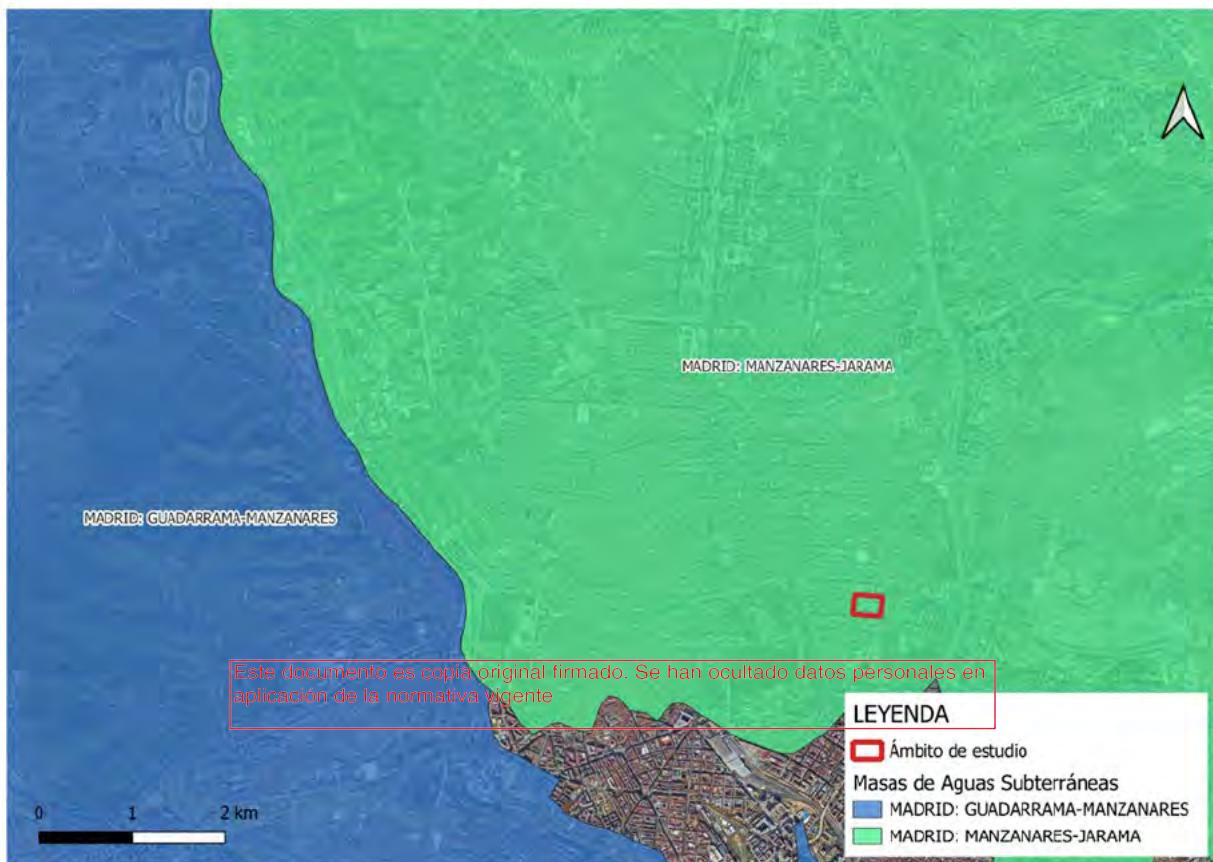 MADRID: MANZANARES-JARAMA
MADRID: GUADARRAMA-MANZANARES
Este documento es copia original firmado. Se han ocultado datos personales en
aplicación de la normativa vigente
0 1 2 km
LEYENDA
Ámbito de estudio
Masas de Aguas Subterráneas
MADRID: GUADARRAMA-MANZANARES
MADRID: MANZANARES-JARAMA